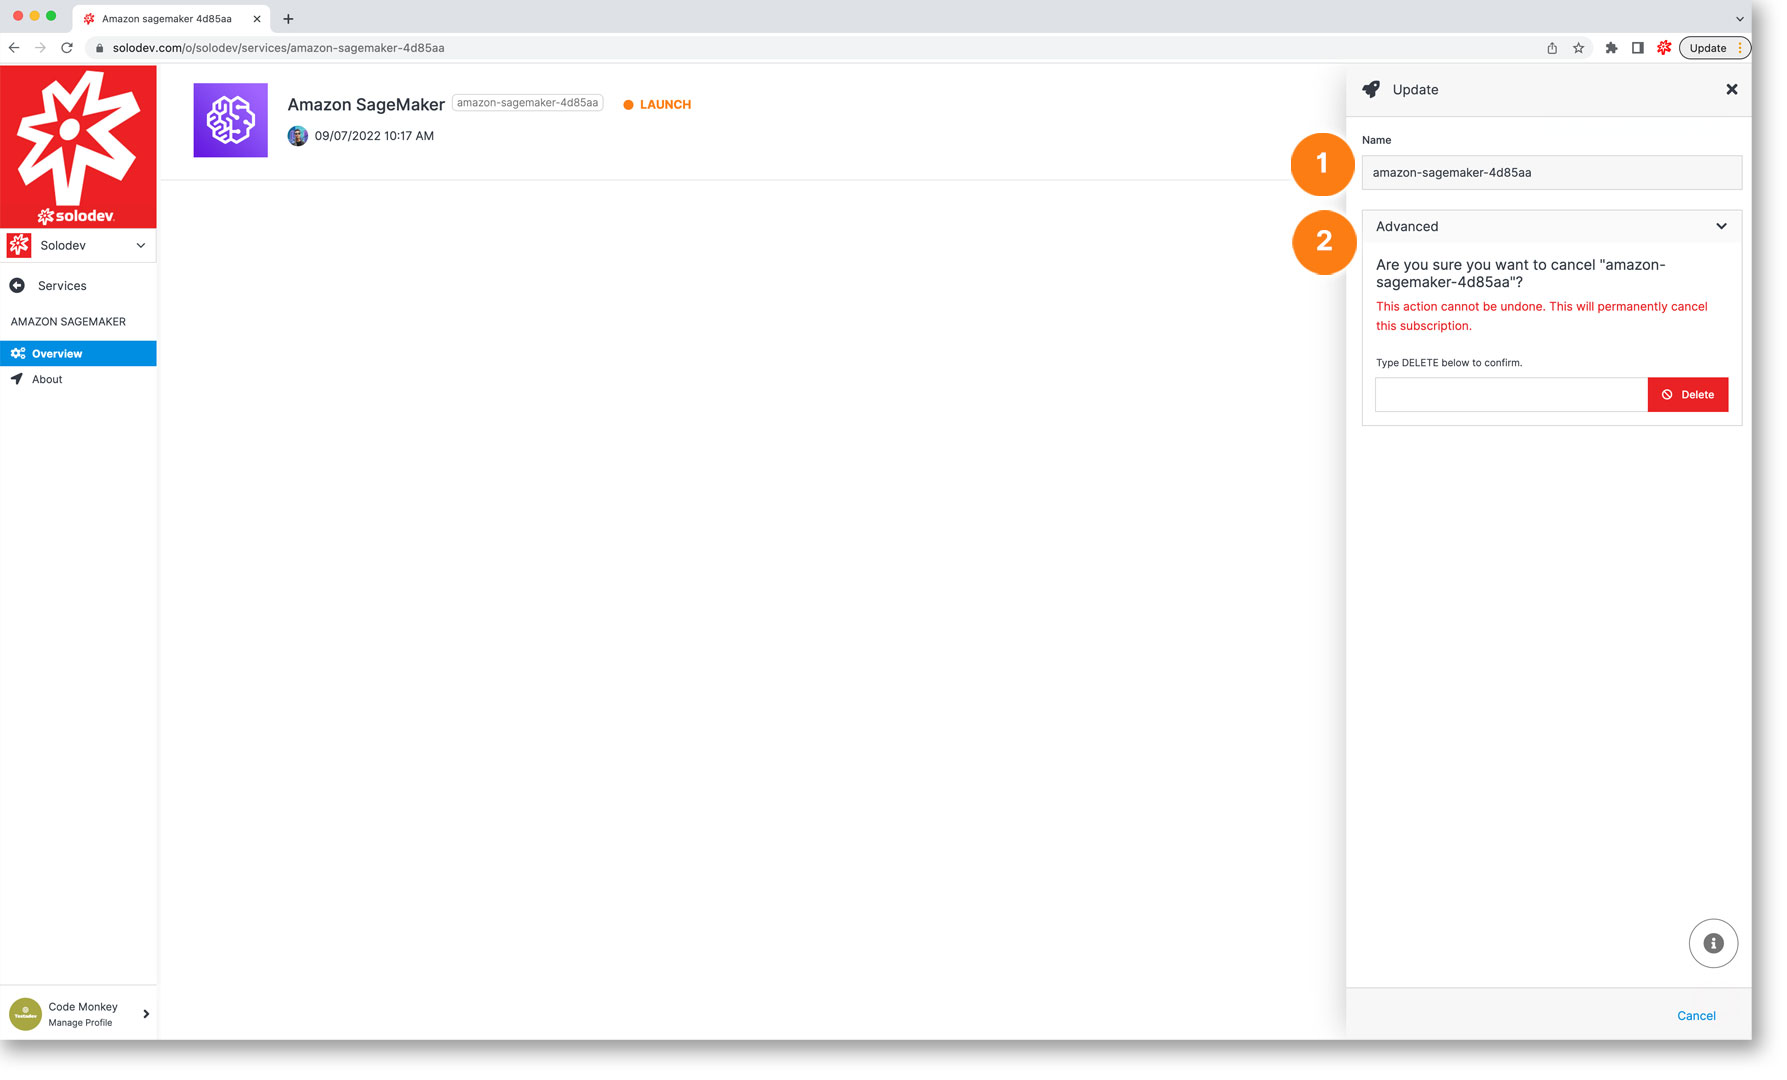 Amazon sagemaker 4d85aa
solodev.com/o/solodev/services/amazon-sagemaker-4d85aa
Update
solodev
Solodev
Services
AMAZON SAGEMAKER
Overview
About
Code Monkey
Manage Profile
Amazon SageMaker amazon-sagemaker-4d85aa LAUNCH
09/07/2022 10:17 AM
Update
1
Name
amazon-sagemaker-4d85aa
2
Advanced
Are you sure you want to cancel "amazon-
sagemaker-4d85aa"?
This action cannot be undone. This will permanently cancel
this subscription.
Type DELETE below to confirm.
Delete
Cancel